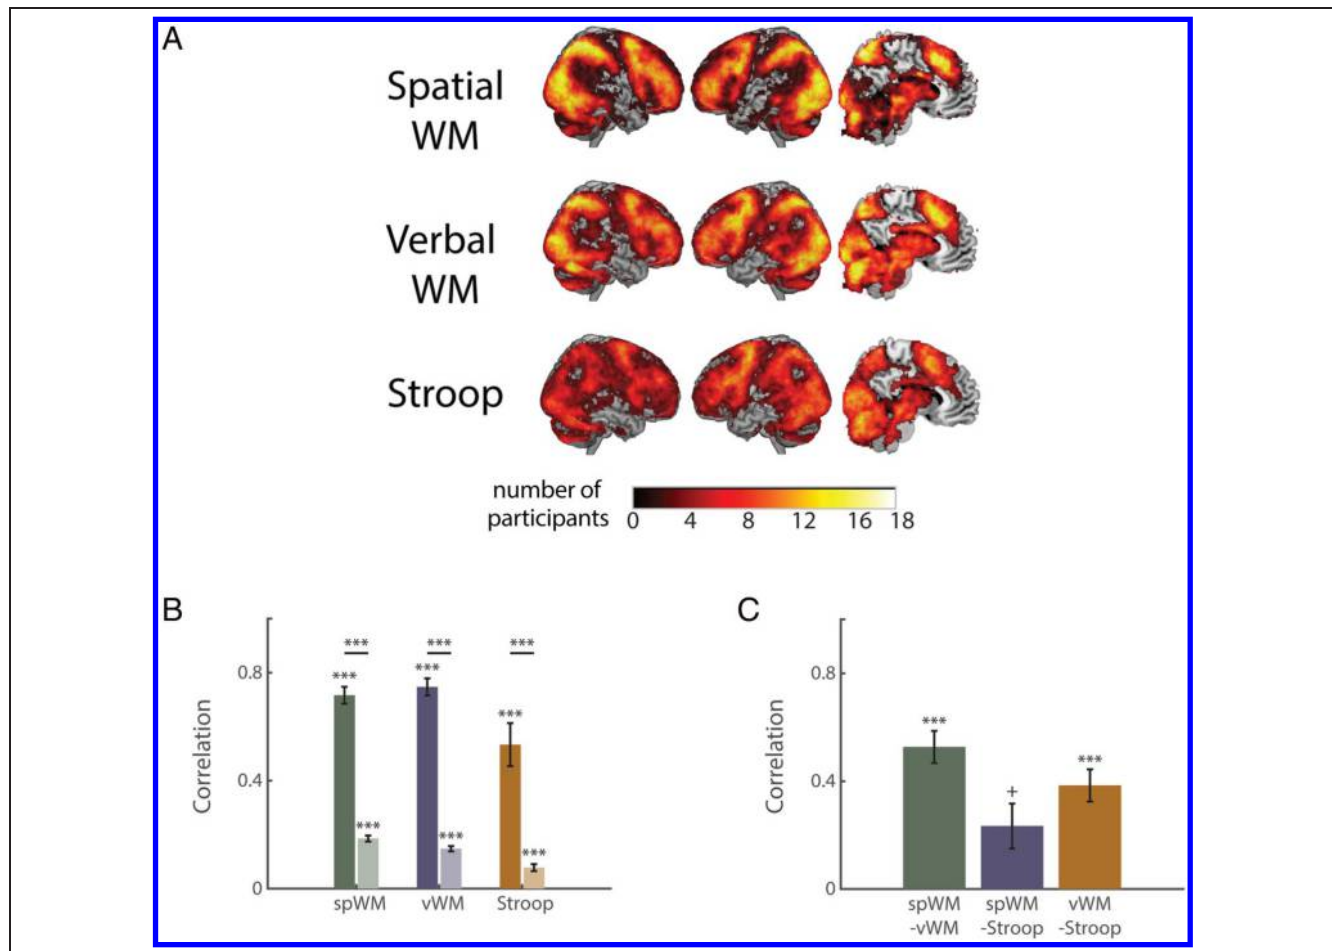 A
Spatial
WM
Verbal
WM
Stroop
number of
participants
0 4 8 12 16 18
B
Correlation
0.8
0.4
0
*** *** ***
*** *** ***
*** *** ***
spWM vWM Stroop
C
Correlation
0.8
0.4
0
*** + ***
spWM
-vWM
spWM
-Stroop
vWM
-Stroop